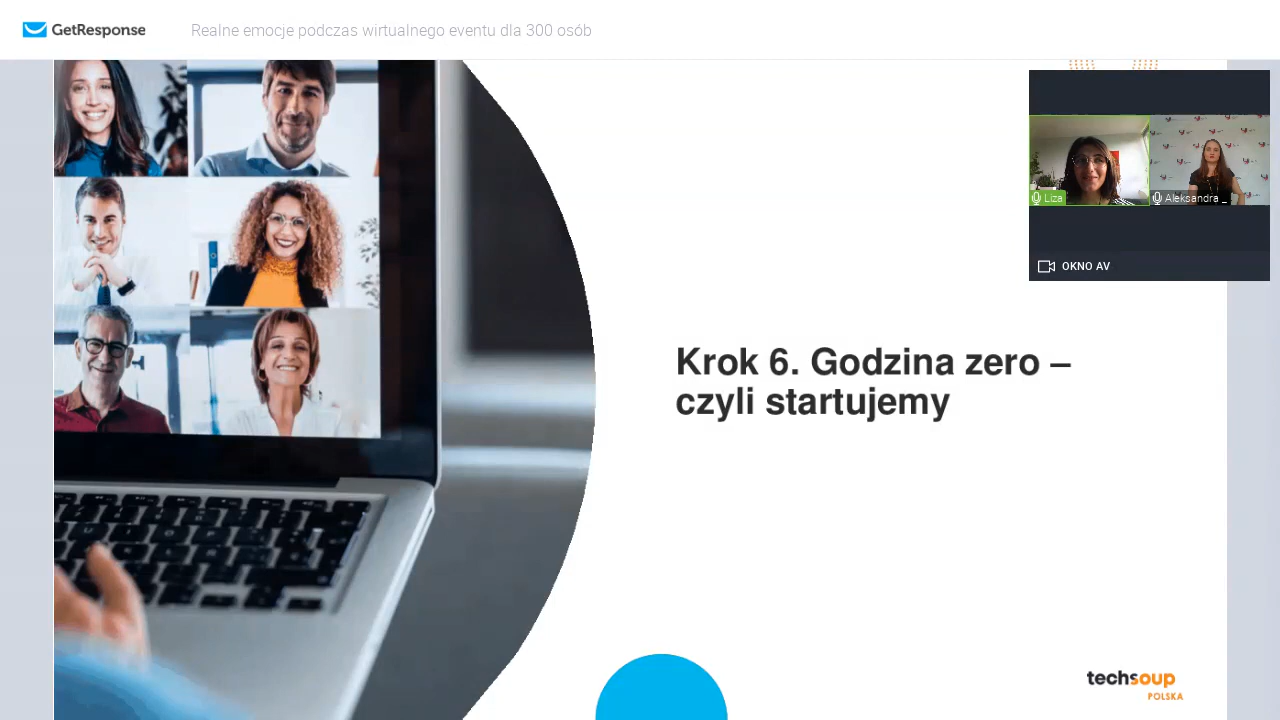 GetResponse
Realne emocje podczas wirtualnego eventu dla 300 osób
Liza
Aleksandra _
OKNO AV
Krok 6. Godzina zero –
czyli startujemy
techsoup
POLSKA